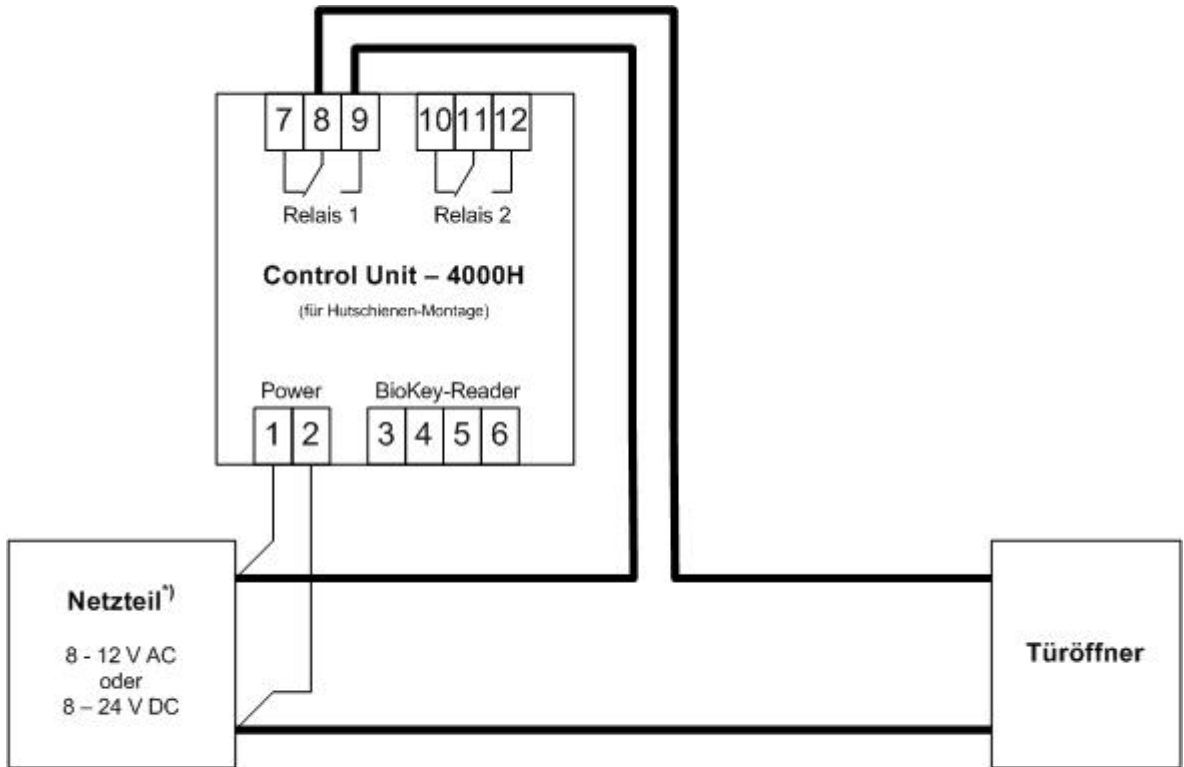 7 8 9 10 11 12
Relais 1 Relais 2
Control Unit – 4000H
(für Hutschienen-Montage)
Power BioKey-Reader
1 2 3 4 5 6
Netzteil*)
8 - 12 V AC
oder
8 – 24 V DC
Türöffner